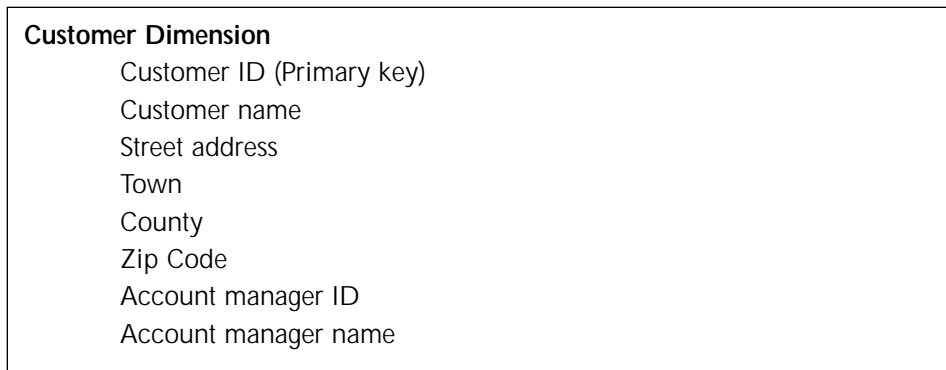 Customer Dimension
Customer ID (Primary key)
Customer name
Street address
Town
County
Zip Code
Account manager ID
Account manager name